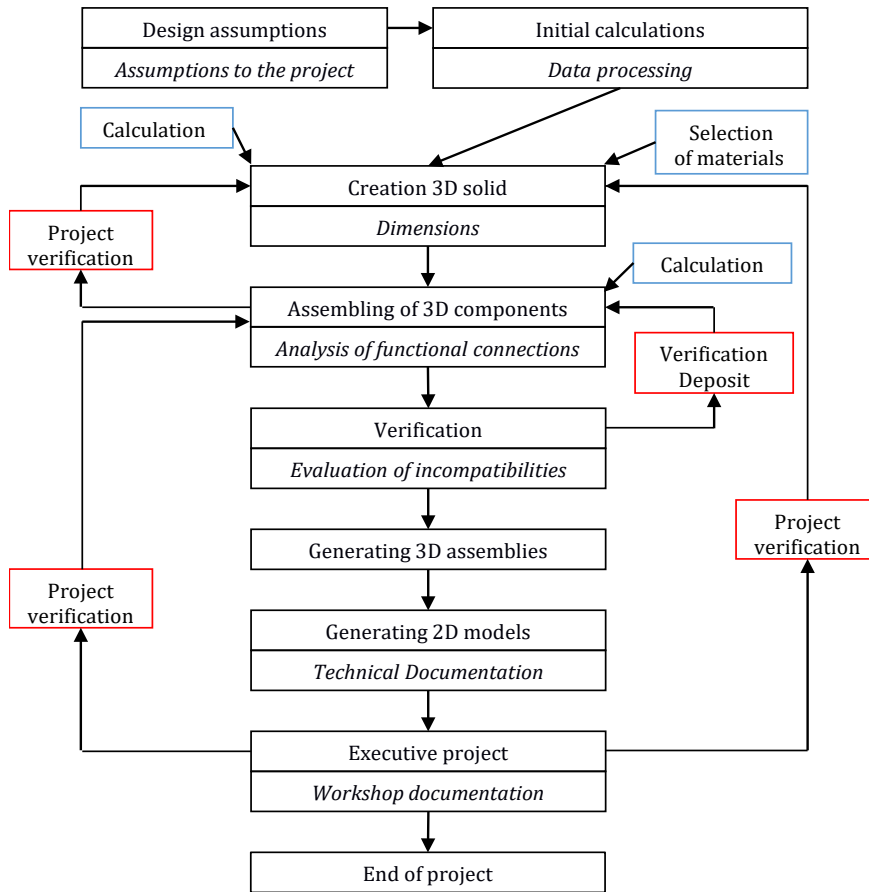 Design assumptions
Assumptions to the project
Initial calculations
Data processing
Calculation
Selection
of materials
Creation 3D solid
Dimensions
Project
verification
Calculation
Assembling of 3D components
Analysis of functional connections
Verification
Deposit
Verification
Evaluation of incompatibilities
Generating 3D assemblies
Project
verification
Project
verification
Generating 2D models
Technical Documentation
Executive project
Workshop documentation
End of project